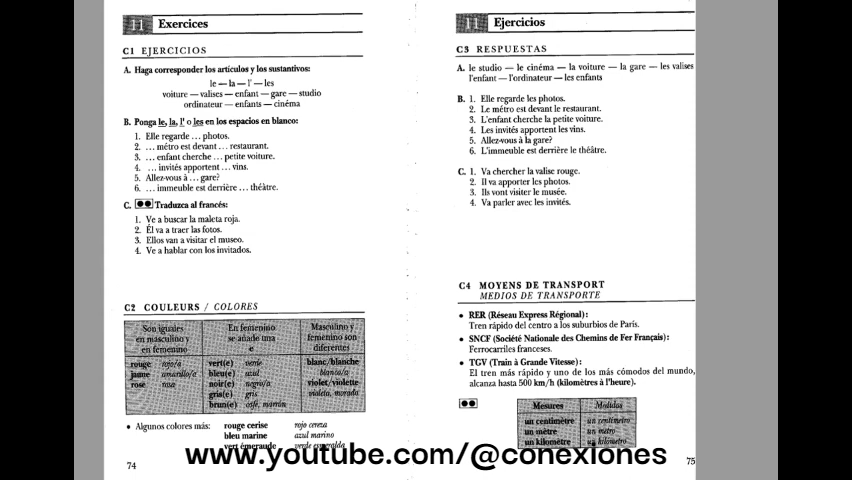 11 Exercices
C1 EJERCICIOS
A. Haga corresponder los artículos y los sustantivos:
le — la — l' — les
voiture — valises — enfant — gare — studio
ordinateur — enfants — cinéma
B. Ponga le, la, l' o les en los espacios en blanco:
1. Elle regarde ... photos.
2. ... métro est devant ... restaurant.
3. ... enfant cherche ... petite voiture.
4. ... invités apportent ... vins.
5. Allez-vous à ... gare?
6. ... immeuble est derrière ... théâtre.
C. Traduzca al francés:
1. Ve a buscar la maleta roja.
2. Él va a traer las fotos.
3. Ellos van a visitar el museo.
4. Ve a hablar con los invitados.
C2 COULEURS / COLORES
Son iguales en masculino y en femenino
En femenino se añade una e
Masculino y femenino son diferentes
rouge rojo/a
jaune amarillo/a
rose rosa
vert(e) verde
bleu(e) azul
noir(e) negro/a
gris(e) gris
brun(e) café, marrón
blanc/blanche
blanco/a
violet/violette
violeta, morada
• Algunos colores más: rouge cerise rojo cereza
bleu marine azul marino
vert émeraude verde esmeralda
74
11 Ejercicios
C3 RESPUESTAS
A. le studio — le cinéma — la voiture — la gare — les valises
l'enfant — l'ordinateur — les enfants
B. 1. Elle regarde les photos.
2. Le métro est devant le restaurant.
3. L'enfant cherche la petite voiture.
4. Les invités apportent les vins.
5. Allez-vous à la gare?
6. L'immeuble est derrière le théâtre.
C. 1. Va chercher la valise rouge.
2. Il va apporter les photos.
3. Ils vont visiter le musée.
4. Va parler avec les invités.
C4 MOYENS DE TRANSPORT
MEDIOS DE TRANSPORTE
• RER (Réseau Express Régional):
Tren rápido del centro a los suburbios de París.
• SNCF (Société Nationale des Chemins de Fer Français):
Ferrocarriles franceses.
• TGV (Train à Grande Vitesse):
El tren más rápido y uno de los más cómodos del mundo,
alcanza hasta 500 km/h (kilomètres à l'heure).
Mesures Medidas
un centimètre un centímetro
un mètre un metro
un kilomètre un kilómetro
75
www.youtube.com/@conexiones